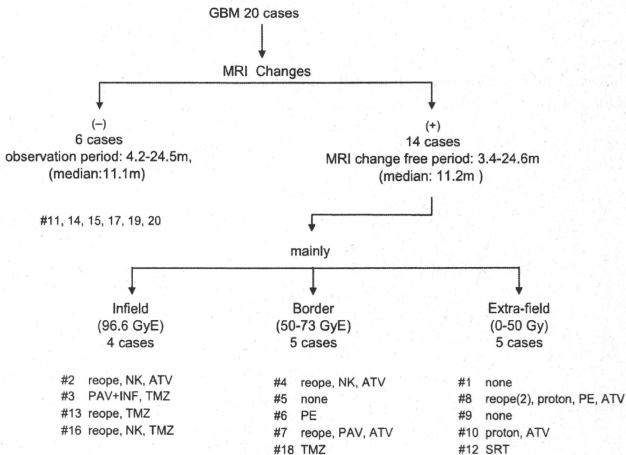 GBM 20 cases
MRI Changes
(–)
6 cases
observation period: 4.2-24.5m,
(median:11.1m)
#11, 14, 15, 17, 19, 20
(+)
14 cases
MRI change free period: 3.4-24.6m
(median: 11.2m )
mainly
Infield
(96.6 GyE)
4 cases
#2 reope, NK, ATV
#3 PAV+INF, TMZ
#13 reope, TMZ
#16 reope, NK, TMZ
Border
(50-73 GyE)
5 cases
#4 reope, NK, ATV
#5 none
#6 PE
#7 reope, PAV, ATV
#18 TMZ
Extra-field
(0-50 Gy)
5 cases
#1 none
#8 reope(2), proton, PE, ATV
#9 none
#10 proton, ATV
#12 SRT